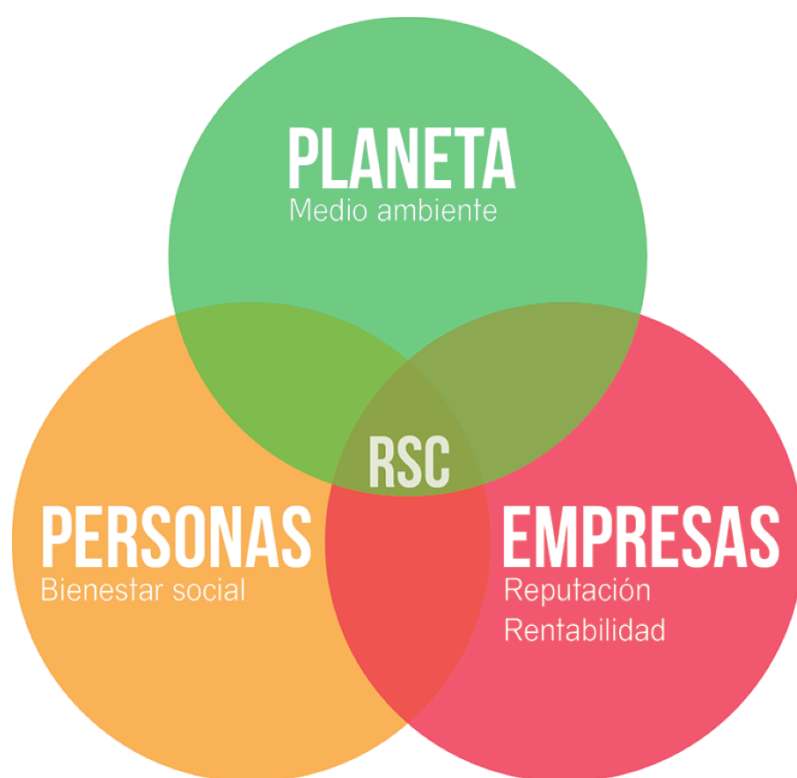 PLANETA
Medio ambiente
RSC
PERSONAS
Bienestar social
EMPRESAS
Reputación
Rentabilidad